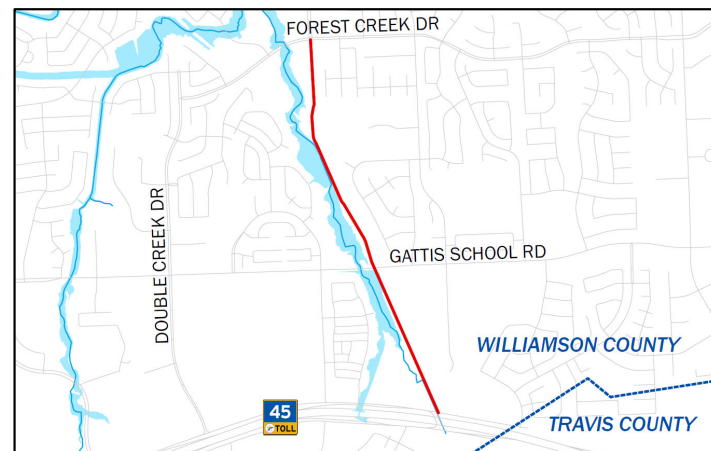 FOREST CREEK DR
DOUBLE CREEK DR
GATTIS SCHOOL RD
WILLIAMSON COUNTY
45
TOLL
TRAVIS COUNTY